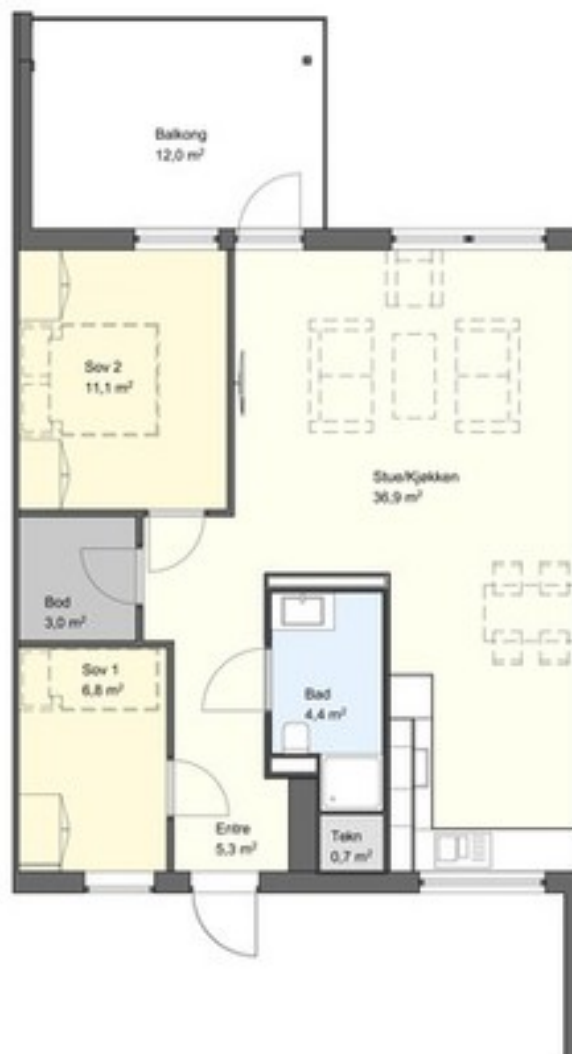 Balkong
12,0 m²
Sov 2
11,1 m²
Stue/Kjøkken
36,9 m²
Bod
3,0 m²
Sov 1
6,8 m²
Bad
4,4 m²
Entre
5,3 m²
Tekn
0,7 m²